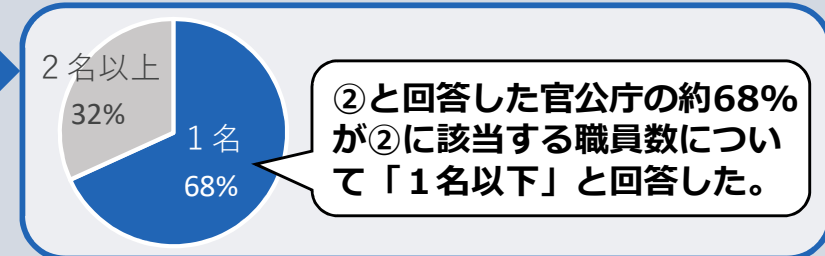 ２名以上
32%
１名
68%
②と回答した官公庁の約68%
が②に該当する職員数につい
て「１名以下」と回答した。